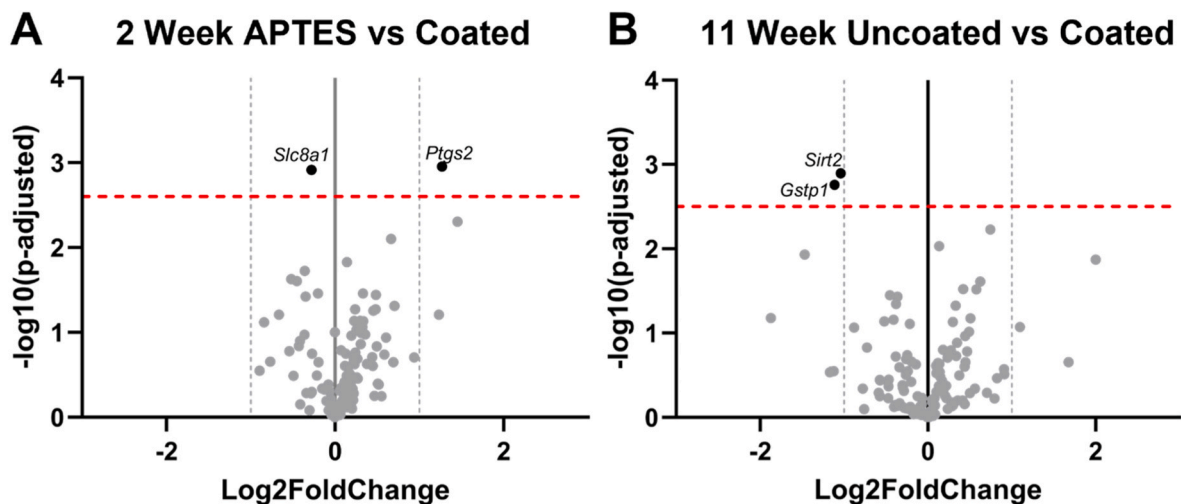 A 2 Week APTES vs Coated
-log10(p-adjusted)
4
3
2
1
0
Slc8a1
Ptgs2
-2
0
2
Log2FoldChange
B 11 Week Uncoated vs Coated
-log10(p-adjusted)
4
3
2
1
0
Sirt2
Gstp1
-2
0
2
Log2FoldChange